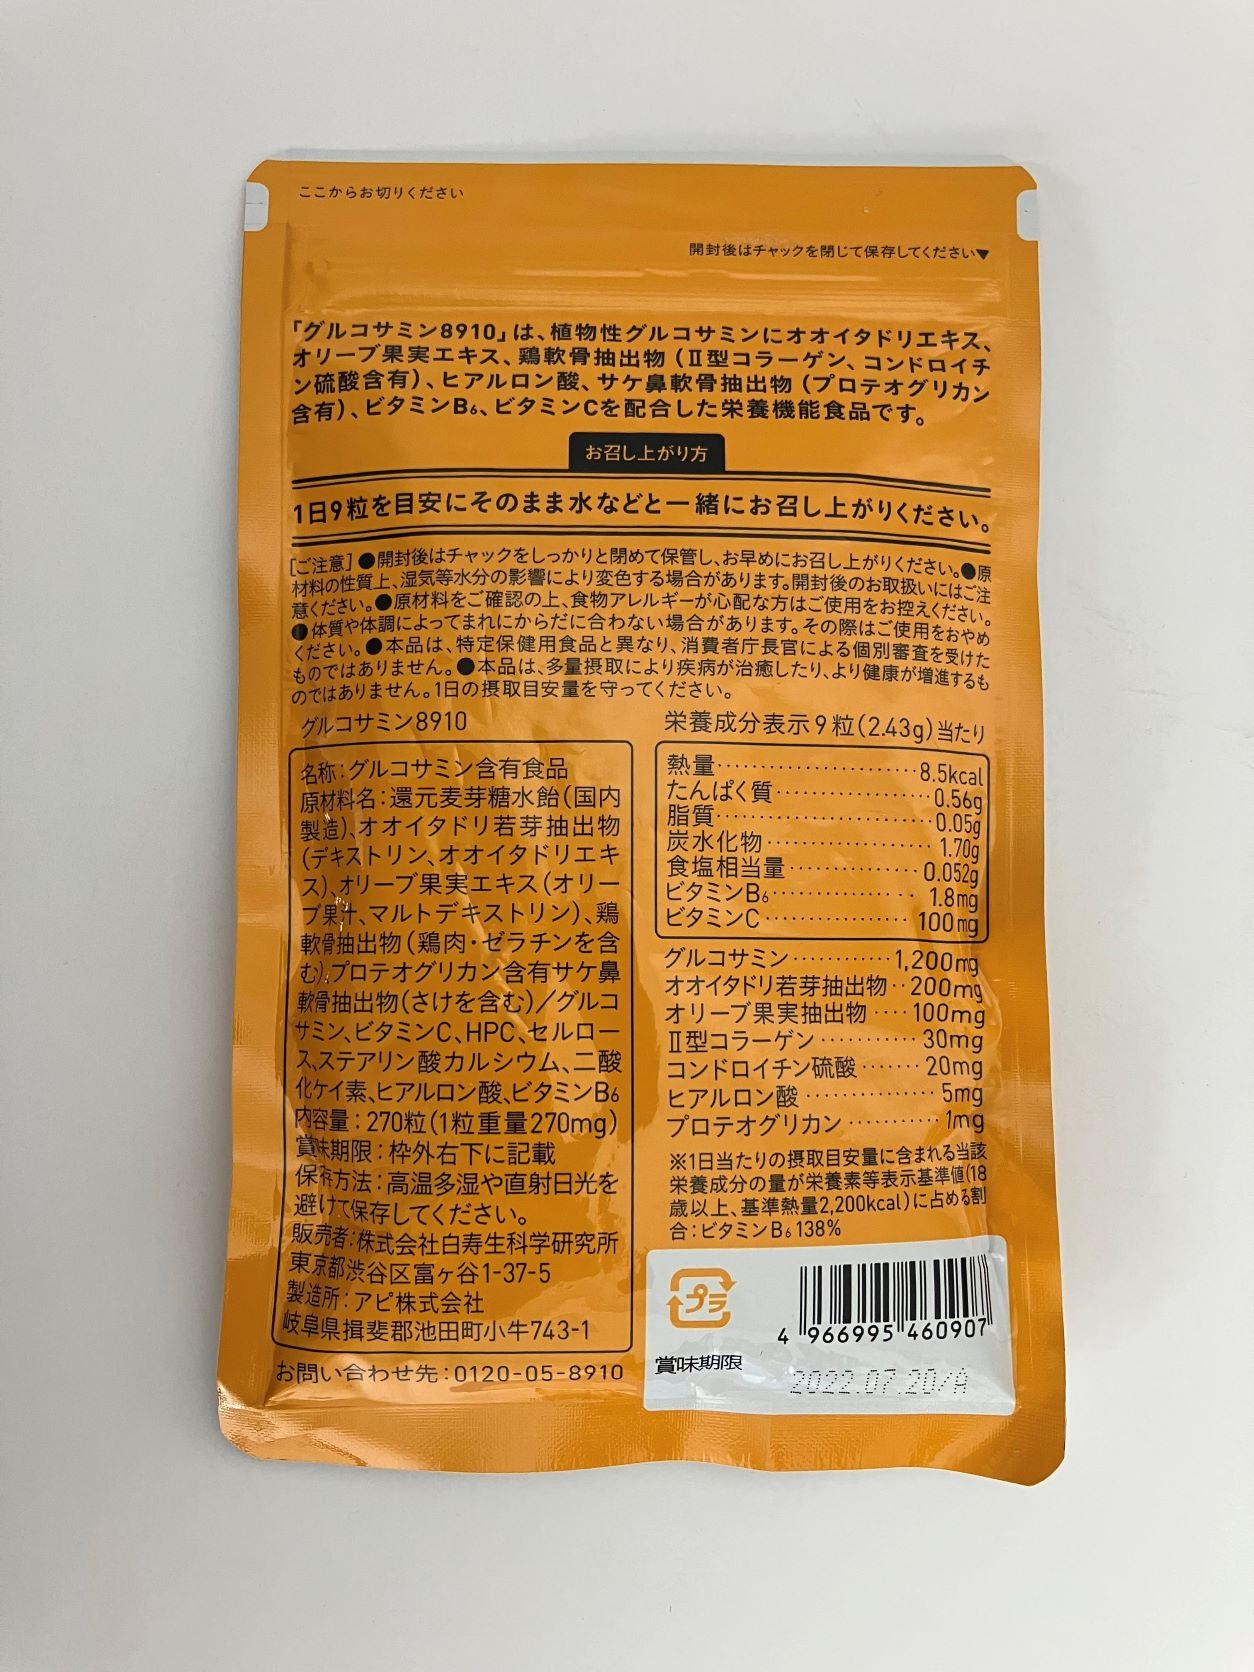 ここからお切りください
開封後はチャックを閉じて保存してください▼
「グルコサミン8910」は、植物性グルコサミンにオオイタドリエキス、
オリーブ果実エキス、鶏軟骨抽出物（Ⅱ型コラーゲン、コンドロイチ
ン硫酸含有）、ヒアルロン酸、サケ鼻軟骨抽出物（プロテオグリカン
含有）、ビタミンB₆、ビタミンCを配合した栄養機能食品です。
お召し上がり方
1日9粒を目安にそのまま水などと一緒にお召し上がりください。
［ご注意］●開封後はチャックをしっかりと閉めて保管し、お早めにお召し上がりください。●原
材料の性質上、湿気等水分の影響により変色する場合があります。開封後のお取扱いにはご注
意ください。●原材料をご確認の上、食物アレルギーが心配な方はご使用をお控えください。
●体質や体調によってまれにからだに合わない場合があります。その際はご使用をおやめ
ください。●本品は、特定保健用食品と異なり、消費者庁長官による個別審査を受けた
ものではありません。●本品は、多量摂取により疾病が治癒したり、より健康が増進するも
のではありません。1日の摂取目安量を守ってください。
グルコサミン8910
名称：グルコサミン含有食品
原材料名：還元麦芽糖水飴（国内
製造）、オオイタドリ若芽抽出物
（デキストリン、オオイタドリエキ
ス）、オリーブ果実エキス（オリー
ブ果汁、マルトデキストリン）、鶏
軟骨抽出物（鶏肉・ゼラチンを含
む）、プロテオグリカン含有サケ鼻
軟骨抽出物（さけを含む）／グルコ
サミン、ビタミンC、HPC、セルロー
ス、ステアリン酸カルシウム、二酸
化ケイ素、ヒアルロン酸、ビタミンB₆
内容量：270粒（1粒重量270mg）
賞味期限：枠外右下に記載
保存方法：高温多湿や直射日光を
避けて保存してください。
販売者：株式会社白寿生科学研究所
東京都渋谷区富ヶ谷1-37-5
製造所：アピ株式会社
岐阜県揖斐郡池田町小牛743-1
お問い合わせ先：0120-05-8910
栄養成分表示9粒（2.43g）当たり
熱量‥‥‥‥‥8.5kcal
たんぱく質‥‥‥‥‥0.56g
脂質‥‥‥‥‥0.05g
炭水化物‥‥‥‥‥1.70g
食塩相当量‥‥‥‥‥0.052g
ビタミンB₆‥‥‥‥‥1.8mg
ビタミンC‥‥‥‥‥100mg
グルコサミン‥‥‥‥‥1,200mg
オオイタドリ若芽抽出物‥200mg
オリーブ果実抽出物‥‥100mg
Ⅱ型コラーゲン‥‥‥‥‥30mg
コンドロイチン硫酸‥‥‥20mg
ヒアルロン酸‥‥‥‥‥5mg
プロテオグリカン‥‥‥‥‥1mg
※1日当たりの摂取目安量に含まれる当該
栄養成分の量が栄養素等表示基準値（18
歳以上、基準熱量2,200kcal）に占める割
合：ビタミンB₆138％
プラ
4 966995 460907
賞味期限
2022.07.20/A